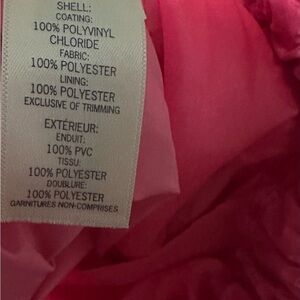 SHELL:
COATING:
100% POLYVINYL
CHLORIDE
FABRIC:
100% POLYESTER
LINING:
100% POLYESTER
EXCLUSIVE OF TRIMMING
EXTÉRIEUR:
ENDUIT:
100% PVC
TISSU:
100% POLYESTER
DOUBLURE:
100% POLYESTER
GARNITURES NON-COMPRISES